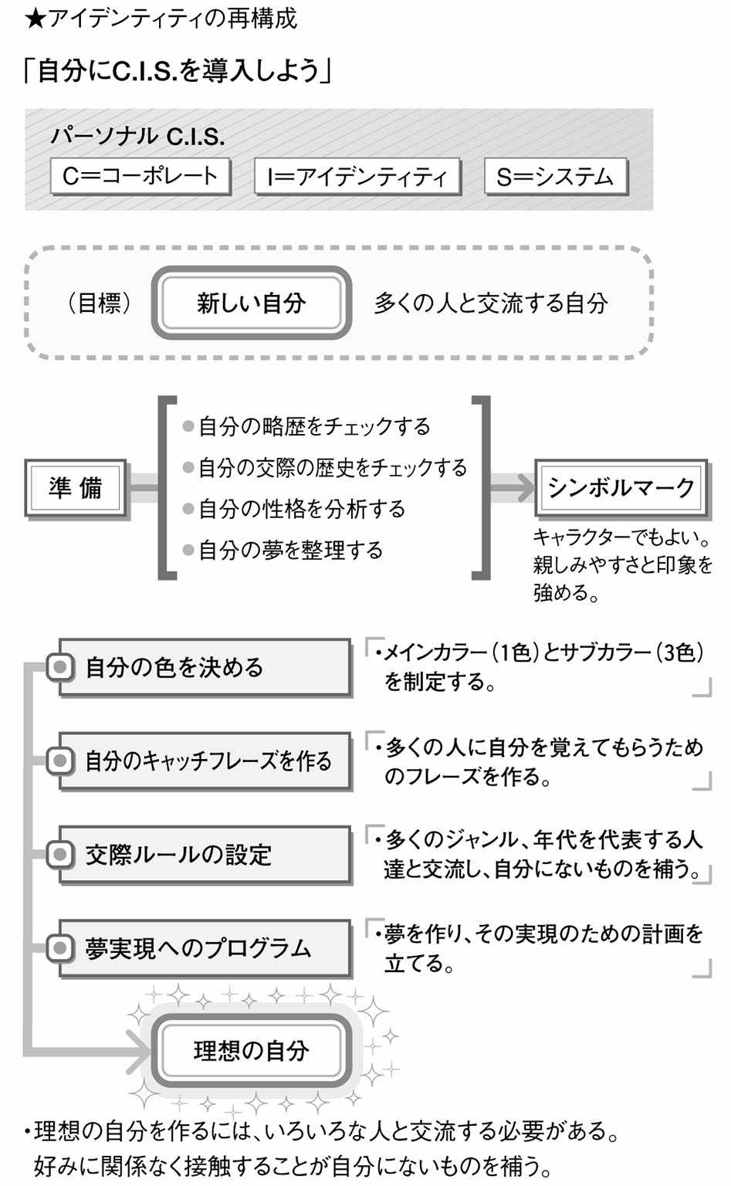 ★アイデンティティの再構成
「自分にC.I.S.を導入しよう」
パーソナル C.I.S.
C＝コーポレート
I＝アイデンティティ
S＝システム
（目標）
新しい自分
多くの人と交流する自分
準備
●自分の略歴をチェックする
●自分の交際の歴史をチェックする
●自分の性格を分析する
●自分の夢を整理する
シンボルマーク
キャラクターでもよい。
親しみやすさと印象を
強める。
自分の色を決める
・メインカラー（1色）とサブカラー（3色）
を制定する。
自分のキャッチフレーズを作る
・多くの人に自分を覚えてもらうため
のフレーズを作る。
交際ルールの設定
・多くのジャンル、年代を代表する人
達と交流し、自分にないものを補う。
夢実現へのプログラム
・夢を作り、その実現のための計画を
立てる。
理想の自分
・理想の自分を作るには、いろいろな人と交流する必要がある。
好みに関係なく接触することが自分にないものを補う。